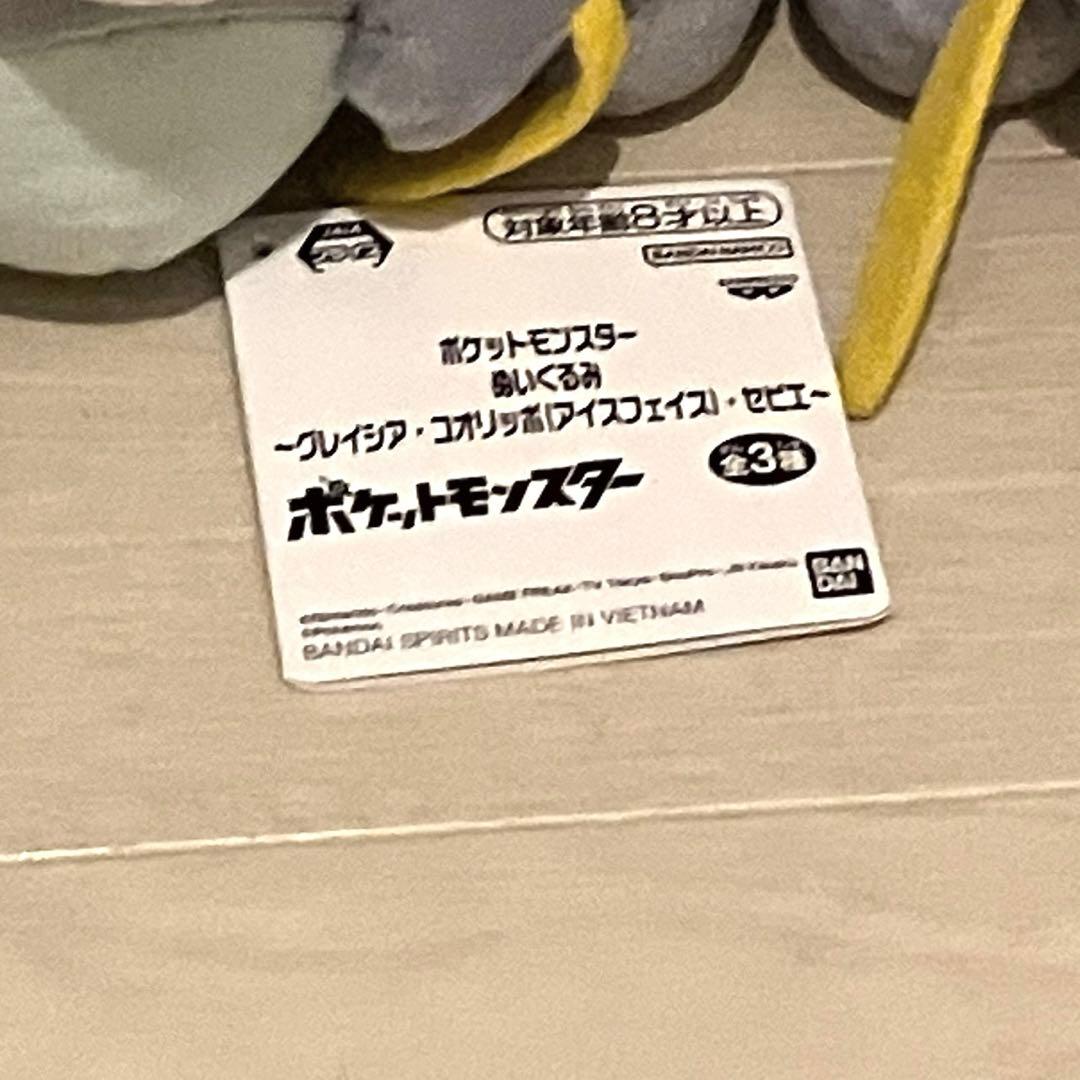 対象年齢8才以上
BANDAI NAMCO
ポケットモンスター
ぬいぐるみ
~グレイシア・コオリッポ(アイスフェイス)・セビエ~
全3種
ポケットモンスター
BAN
DAI
BANDAI SPIRITS MADE IN VIETNAM